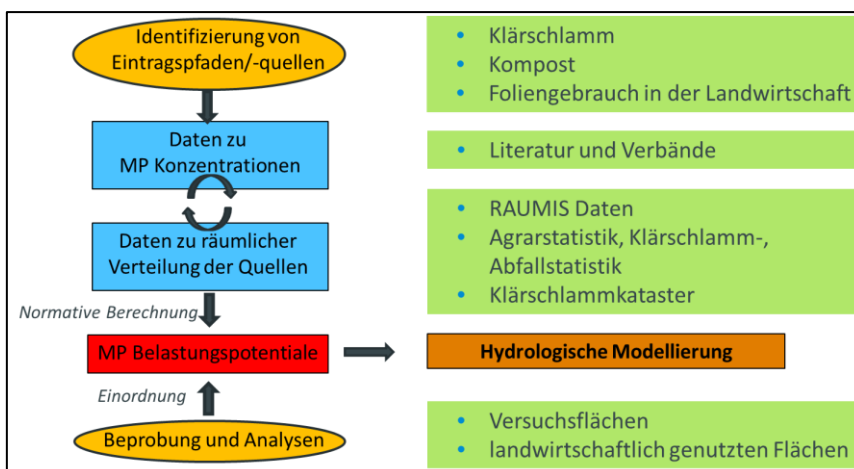 Identifizierung von
Eintragspfaden/-quellen
• Klärschlamm
• Kompost
• Foliengebrauch in der Landwirtschaft
Daten zu
MP Konzentrationen
• Literatur und Verbände
Daten zu räumlicher
Verteilung der Quellen
• RAUMIS Daten
• Agrarstatistik, Klärschlamm-,
Abfallstatistik
• Klärschlammkataster
Normative Berechnung
MP Belastungspotentiale
Hydrologische Modellierung
Einordnung
Beprobung und Analysen
• Versuchsflächen
• landwirtschaftlich genutzten Flächen